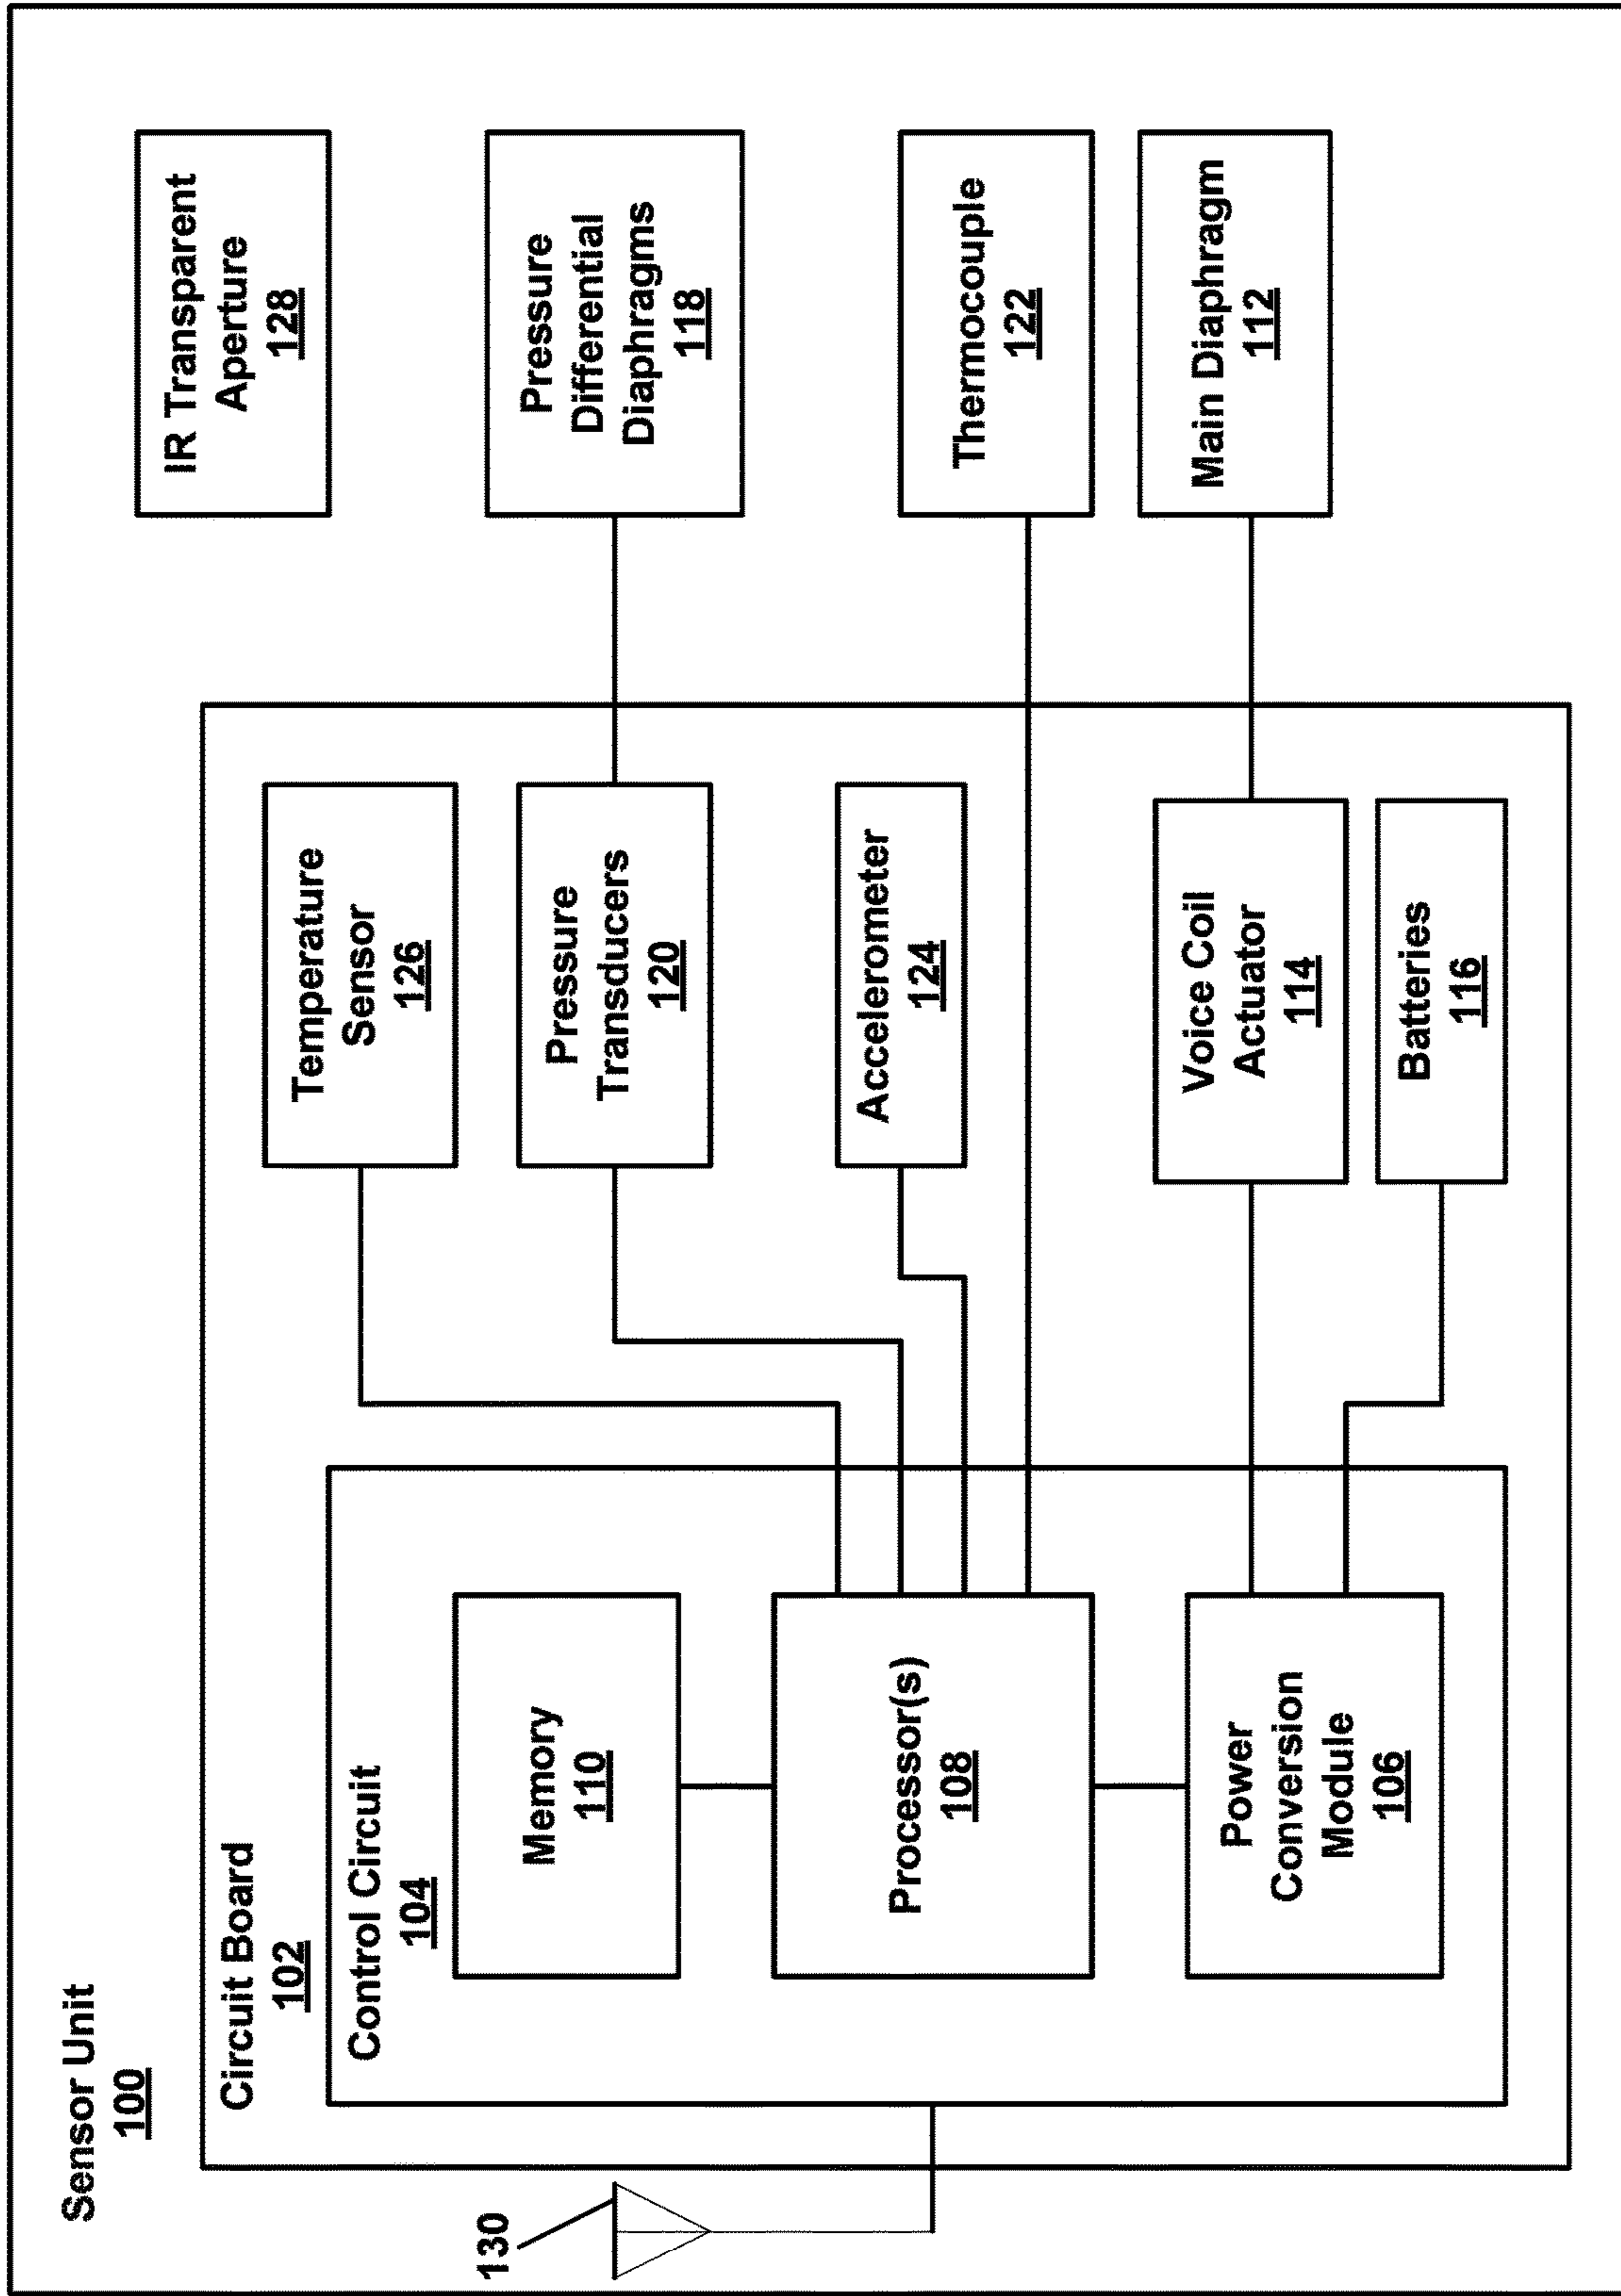 Sensor Unit
100
Circuit Board
102
Control Circuit
104
Memory
110
Processor(s)
108
Power
Conversion
Module
106
Temperature
Sensor
126
Pressure
Transducers
120
Accelerometer
124
Voice Coil
Actuator
114
Batteries
116
IR Transparent
Aperture
128
Pressure
Differential
Diaphragms
118
Thermocouple
122
Main Diaphragm
112
130